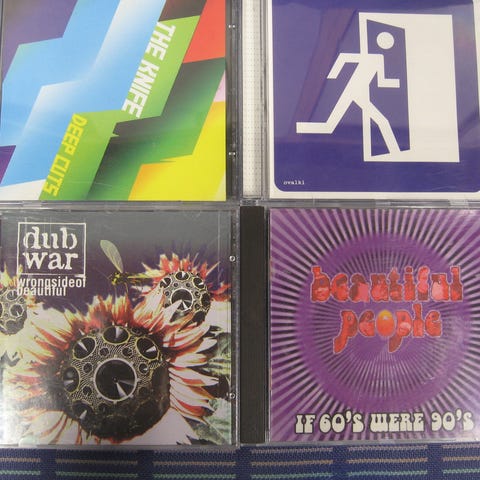 THE KNIFE
DEEP CUTS
ovalki
dub
war
wrongsideof
beautiful
beautiful
people
IF 60'S WERE 90'S